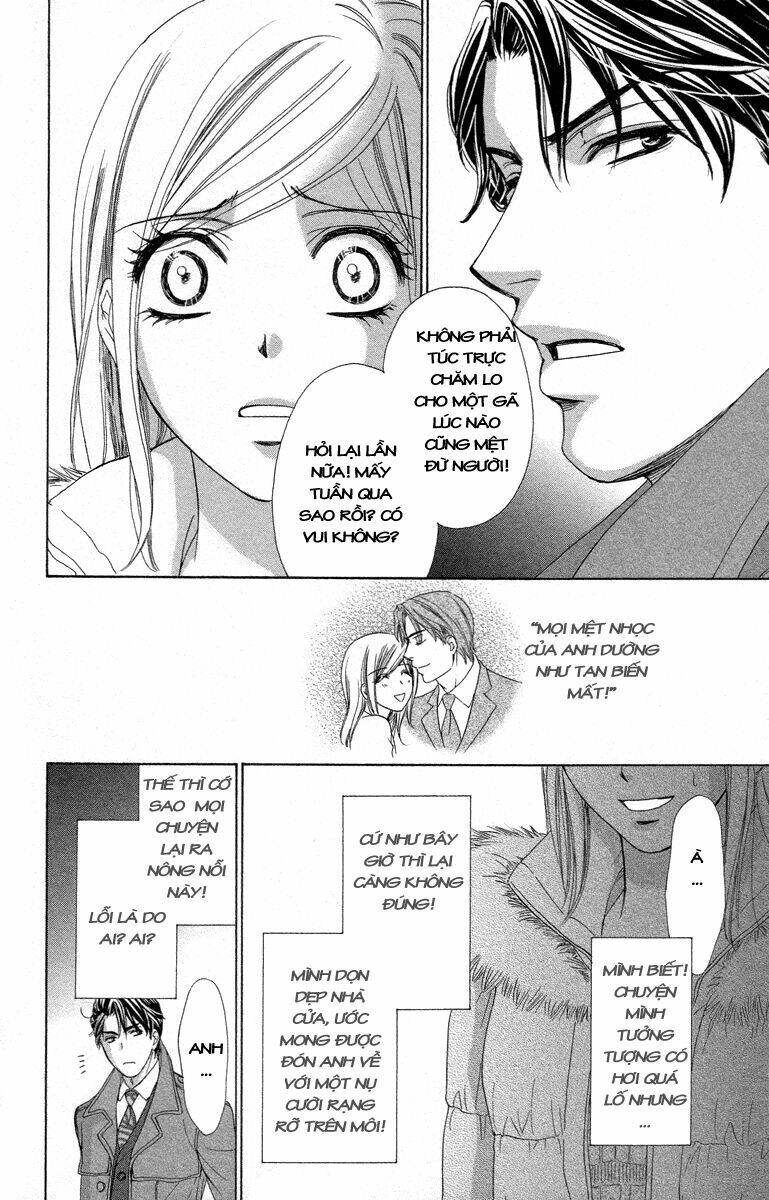 KHÔNG PHẢI
TÚC TRỰC
CHĂM LO
CHO MỘT GÃ
LÚC NÀO
CŨNG MỆT
ĐỪ NGƯỜI!
HỎI LẠI LẦN
NỮA! MẤY
TUẦN QUA
SAO RỒI? CÓ
VUI KHÔNG?
"MỌI MỆT NHỌC
CỦA ANH DƯỜNG
NHƯ TAN BIẾN
MẤT!"
À
...
MÌNH BIẾT!
CHUYỆN
MÌNH
TƯỞNG
TƯỢNG CÓ
HƠI QUÁ
LỐ NHƯNG
...
CỨ NHƯ BÂY
GIỜ THÌ LẠI
CÀNG KHÔNG
ĐÚNG!
MÌNH DỌN
DẸP NHÀ
CỬA, ƯỚC
MONG ĐƯỢC
ĐÓN ANH VỀ
VỚI MỘT NỤ
CƯỜI RẠNG
RỠ TRÊN MÔI!
THẾ THÌ CỚ
SAO MỌI
CHUYỆN
LẠI RA
NÔNG NỖI
NÀY!
LỖI LÀ DO
AI? AI?
ANH
...